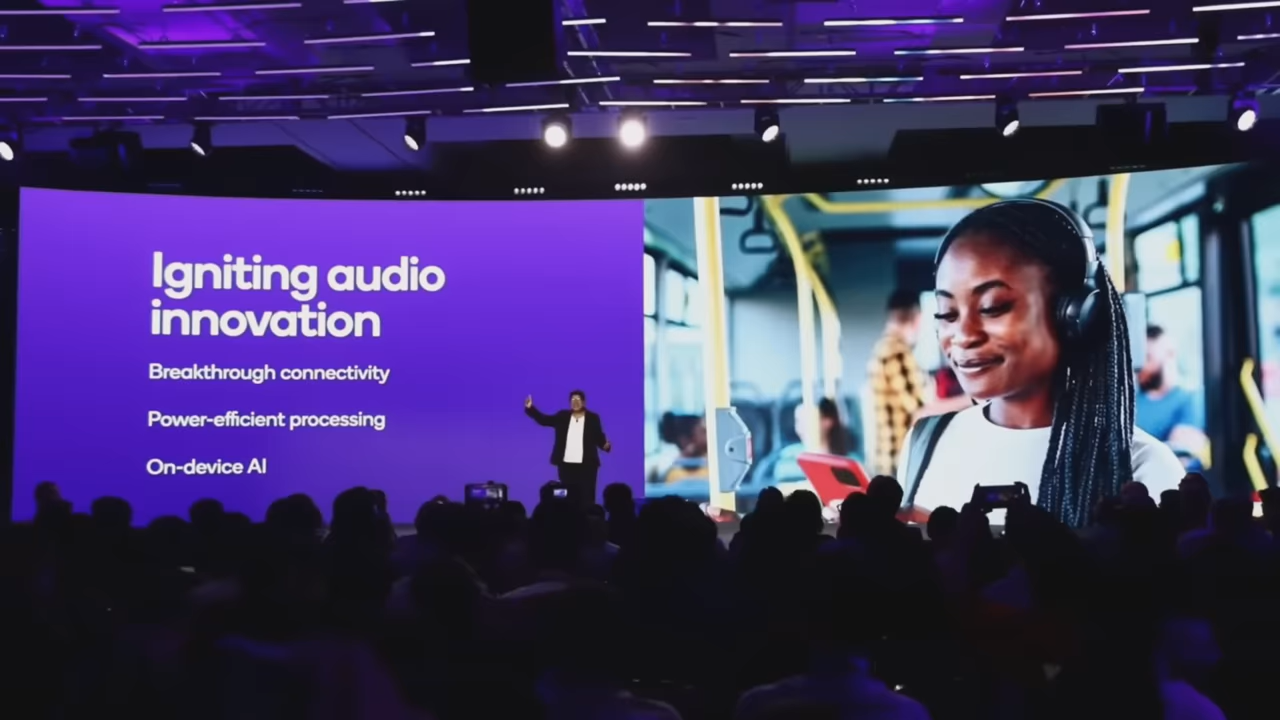 Igniting audio
innovation
Breakthrough connectivity
Power-efficient processing
On-device AI